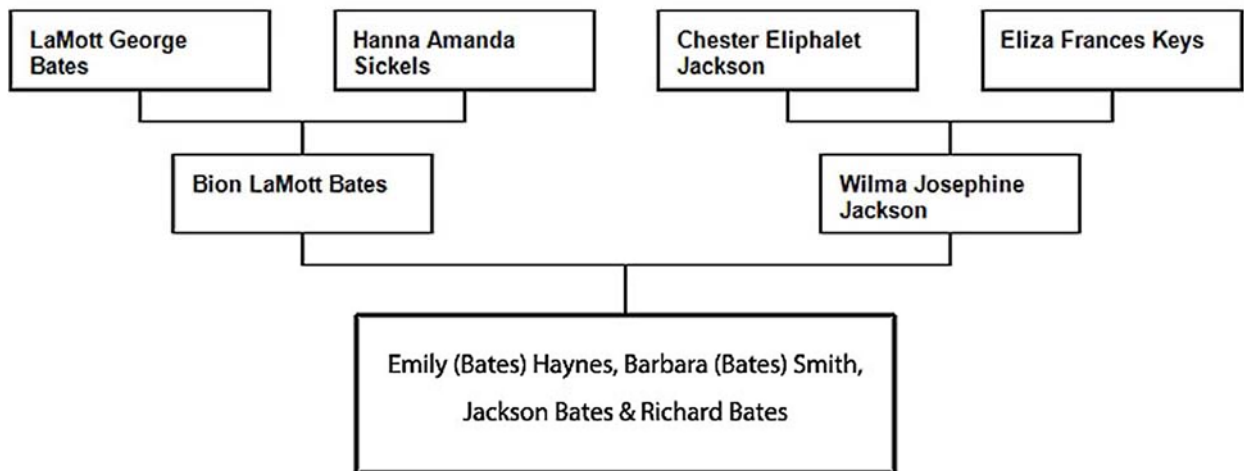 LaMott George
Bates
Hanna Amanda
Sickels
Chester Eliphalet
Jackson
Eliza Frances Keys
Bion LaMott Bates
Wilma Josephine
Jackson
Emily (Bates) Haynes, Barbara (Bates) Smith,
Jackson Bates & Richard Bates